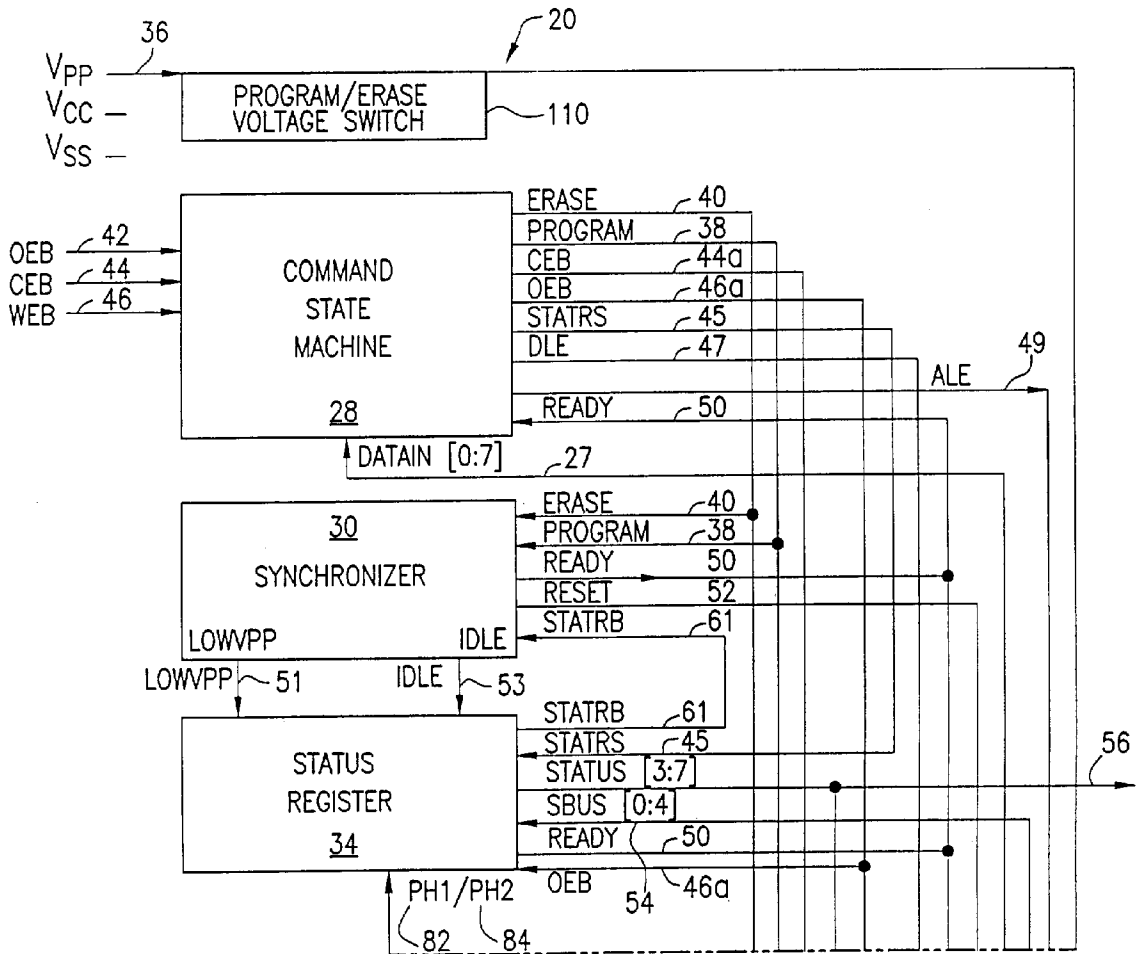 36
20
VPP
VCC
VSS
PROGRAM/ERASE
VOLTAGE SWITCH
110
OEB 42
CEB 44
WEB 46
COMMAND
STATE
MACHINE
28
ERASE 40
PROGRAM 38
CEB 44a
OEB 46a
STATRS 45
DLE 47
ALE 49
READY 50
DATAIN [0:7] 27
30
SYNCHRONIZER
LOWVPP IDLE
ERASE 40
PROGRAM 38
READY 50
RESET 52
STATRB 61
LOWVPP 51
IDLE 53
STATUS
REGISTER
34
STATRB 61
STATRS 45
STATUS [3:7]
56
SBUS [0:4]
READY 50
OEB 54 46a
PH1/PH2
82 84